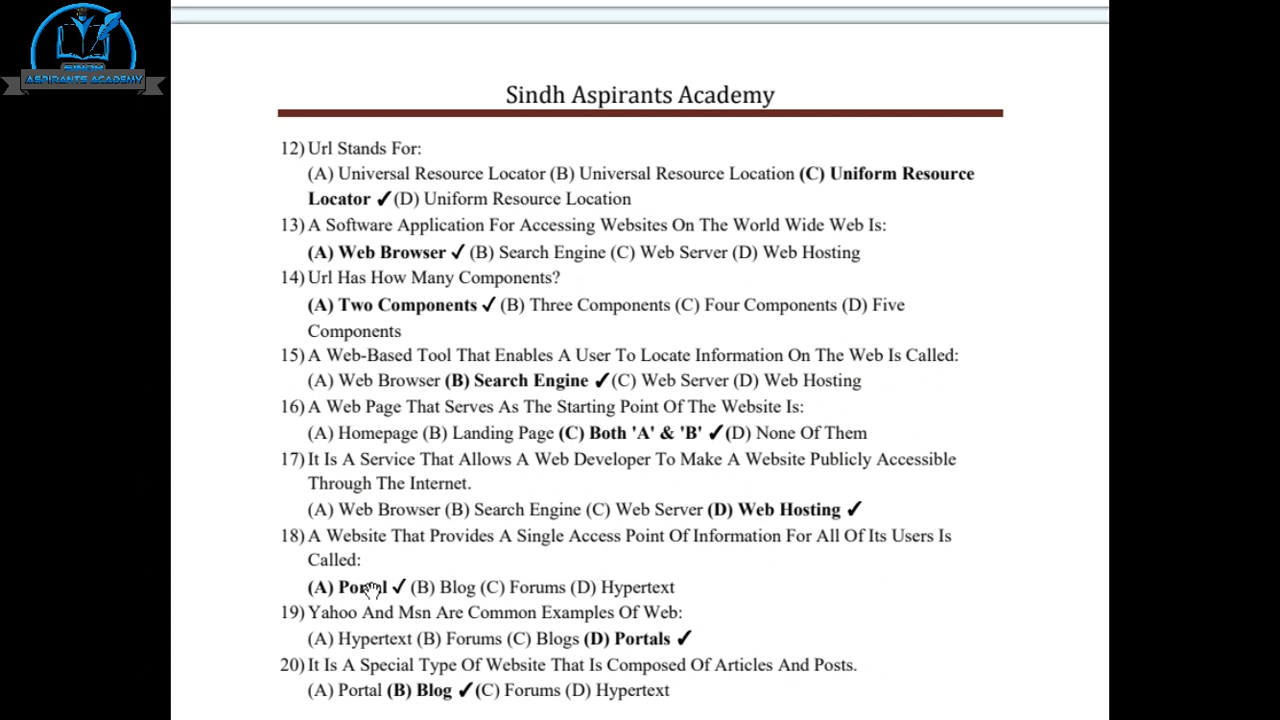 SINDH
ASPIRANTS ACADEMY
Sindh Aspirants Academy
12) Url Stands For:
(A) Universal Resource Locator (B) Universal Resource Location (C) Uniform Resource
Locator ✓(D) Uniform Resource Location
13) A Software Application For Accessing Websites On The World Wide Web Is:
(A) Web Browser ✓ (B) Search Engine (C) Web Server (D) Web Hosting
14) Url Has How Many Components?
(A) Two Components ✓ (B) Three Components (C) Four Components (D) Five
Components
15) A Web-Based Tool That Enables A User To Locate Information On The Web Is Called:
(A) Web Browser (B) Search Engine ✓(C) Web Server (D) Web Hosting
16) A Web Page That Serves As The Starting Point Of The Website Is:
(A) Homepage (B) Landing Page (C) Both 'A' & 'B' ✓(D) None Of Them
17) It Is A Service That Allows A Web Developer To Make A Website Publicly Accessible
Through The Internet.
(A) Web Browser (B) Search Engine (C) Web Server (D) Web Hosting ✓
18) A Website That Provides A Single Access Point Of Information For All Of Its Users Is
Called:
(A) Portal ✓ (B) Blog (C) Forums (D) Hypertext
19) Yahoo And Msn Are Common Examples Of Web:
(A) Hypertext (B) Forums (C) Blogs (D) Portals ✓
20) It Is A Special Type Of Website That Is Composed Of Articles And Posts.
(A) Portal (B) Blog ✓(C) Forums (D) Hypertext